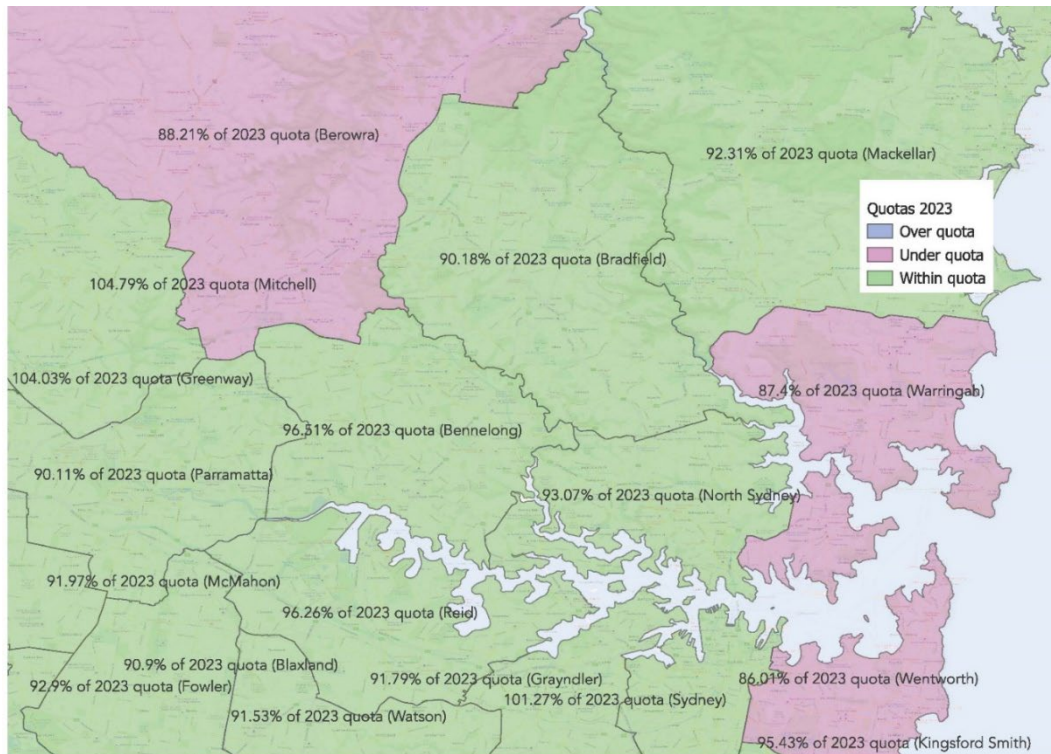 88.21% of 2023 quota (Berowra)
92.31% of 2023 quota (Mackellar)
Quotas 2023
Over quota
Under quota
Within quota
90.18% of 2023 quota (Bradfield)
104.79% of 2023 quota (Mitchell)
104.03% of 2023 quota (Greenway)
87.4% of 2023 quota (Warringah)
96.51% of 2023 quota (Bennelong)
90.11% of 2023 quota (Parramatta)
93.07% of 2023 quota (North Sydney)
91.97% of 2023 quota (McMahon)
96.26% of 2023 quota (Reid)
90.9% of 2023 quota (Blaxland)
92.9% of 2023 quota (Fowler)
91.79% of 2023 quota (Grayndler)
86.01% of 2023 quota (Wentworth)
101.27% of 2023 quota (Sydney)
91.53% of 2023 quota (Watson)
95.43% of 2023 quota (Kingsford Smith)